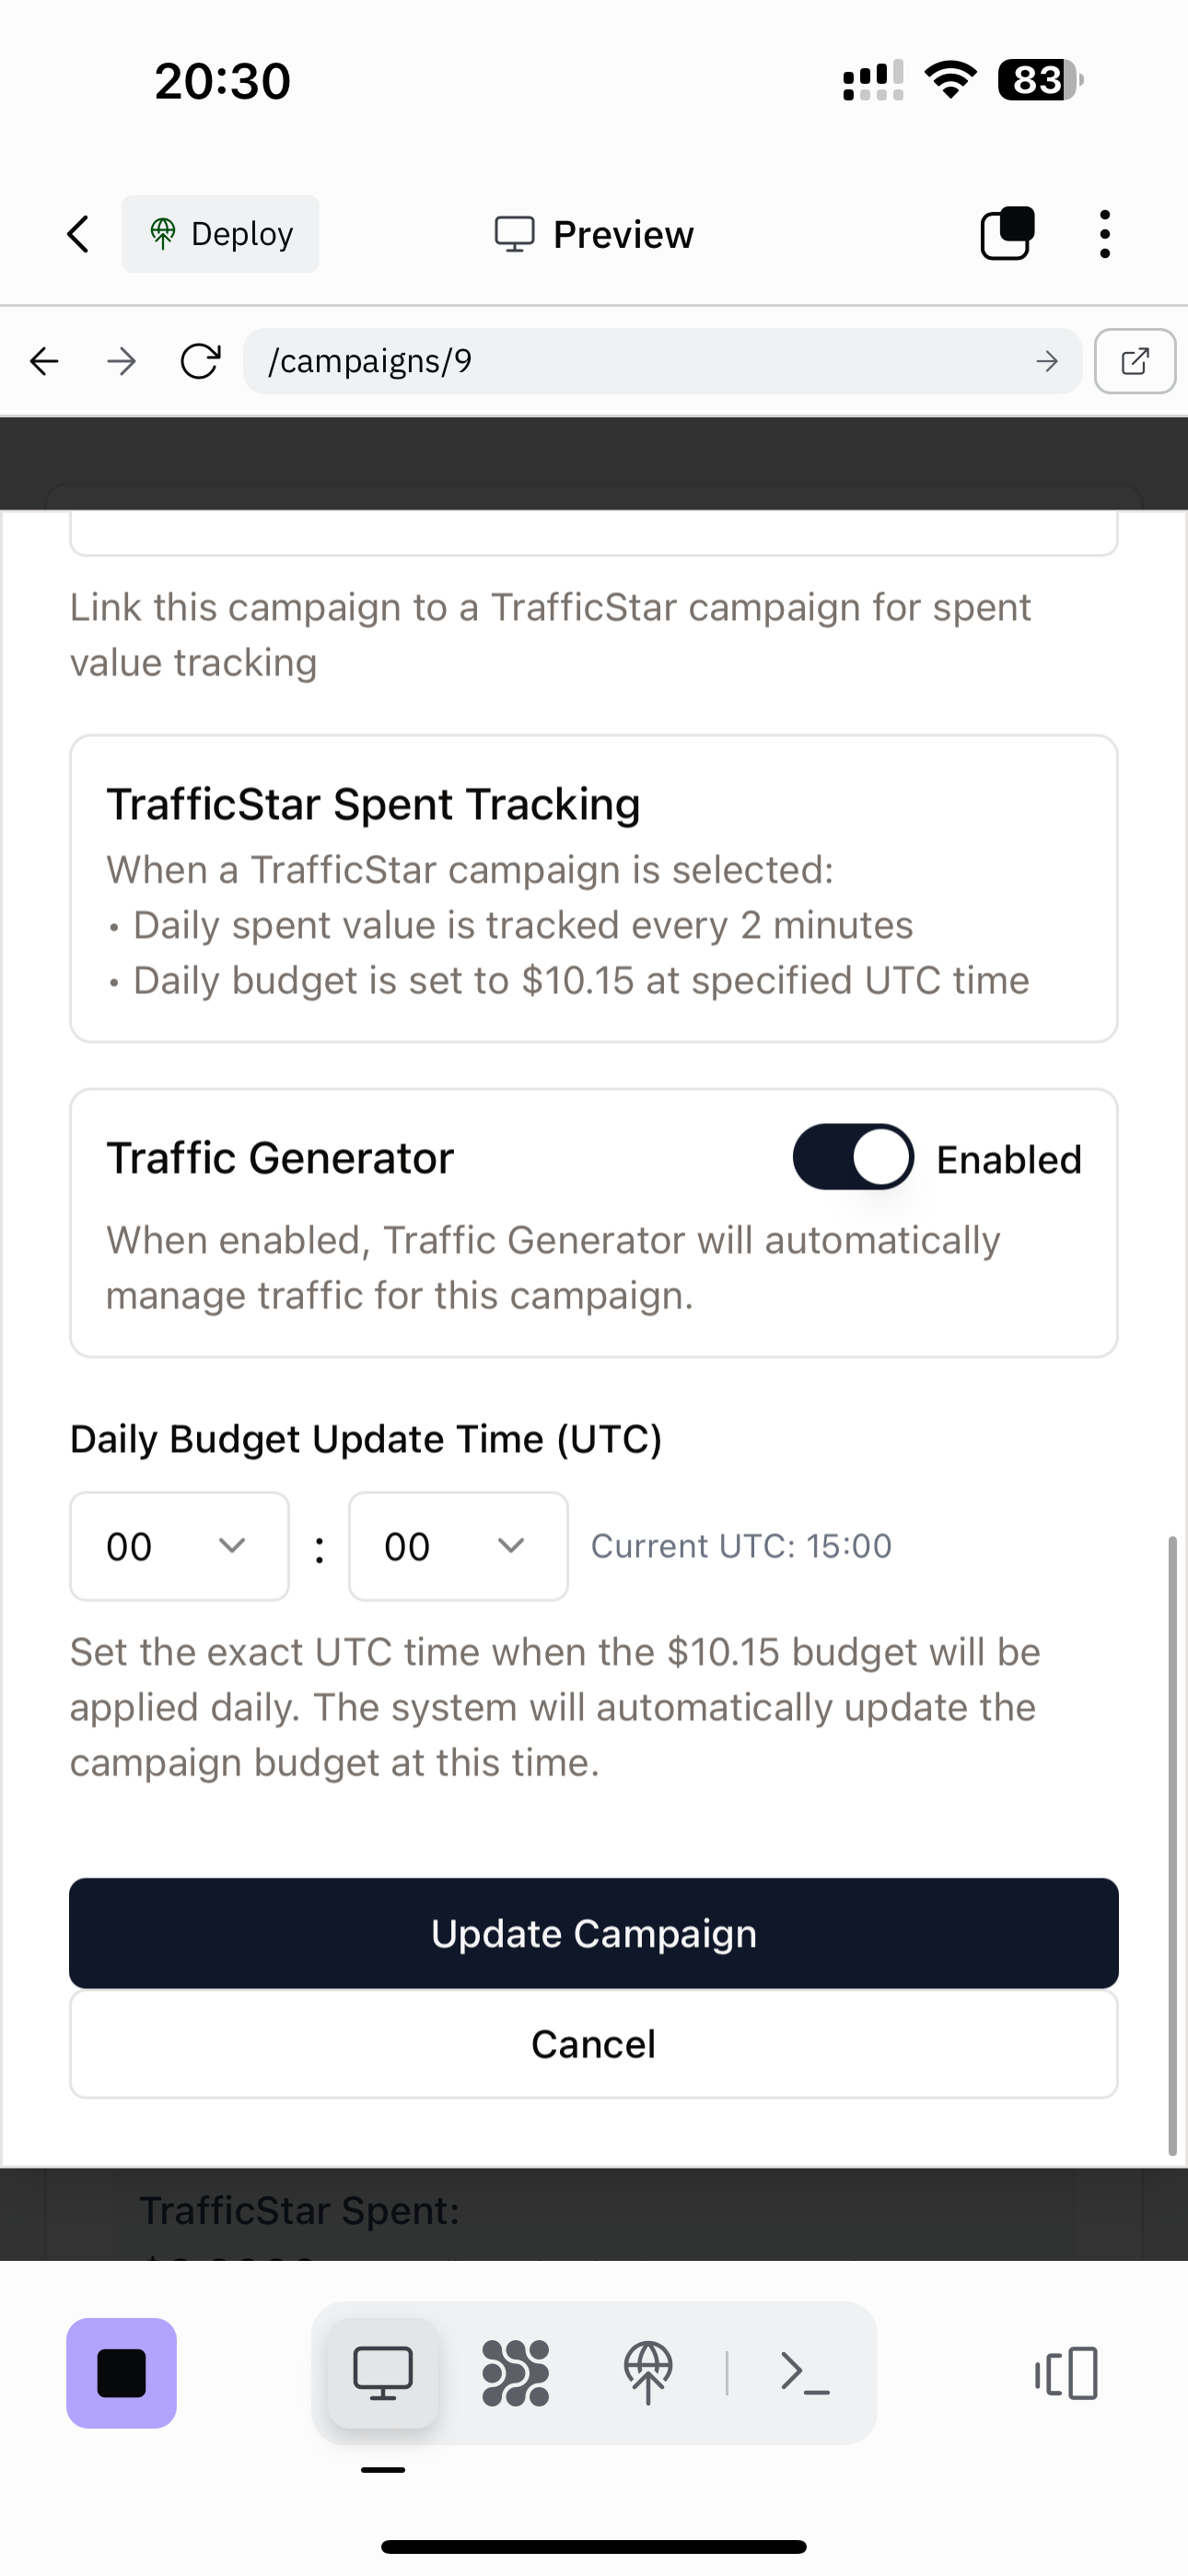 20:30
83
Deploy
Preview
/campaigns/9
Link this campaign to a TrafficStar campaign for spent
value tracking
TrafficStar Spent Tracking
When a TrafficStar campaign is selected:
• Daily spent value is tracked every 2 minutes
• Daily budget is set to $10.15 at specified UTC time
Traffic Generator
Enabled
When enabled, Traffic Generator will automatically
manage traffic for this campaign.
Daily Budget Update Time (UTC)
00 : 00 Current UTC: 15:00
Set the exact UTC time when the $10.15 budget will be
applied daily. The system will automatically update the
campaign budget at this time.
Update Campaign
Cancel
TrafficStar Spent: